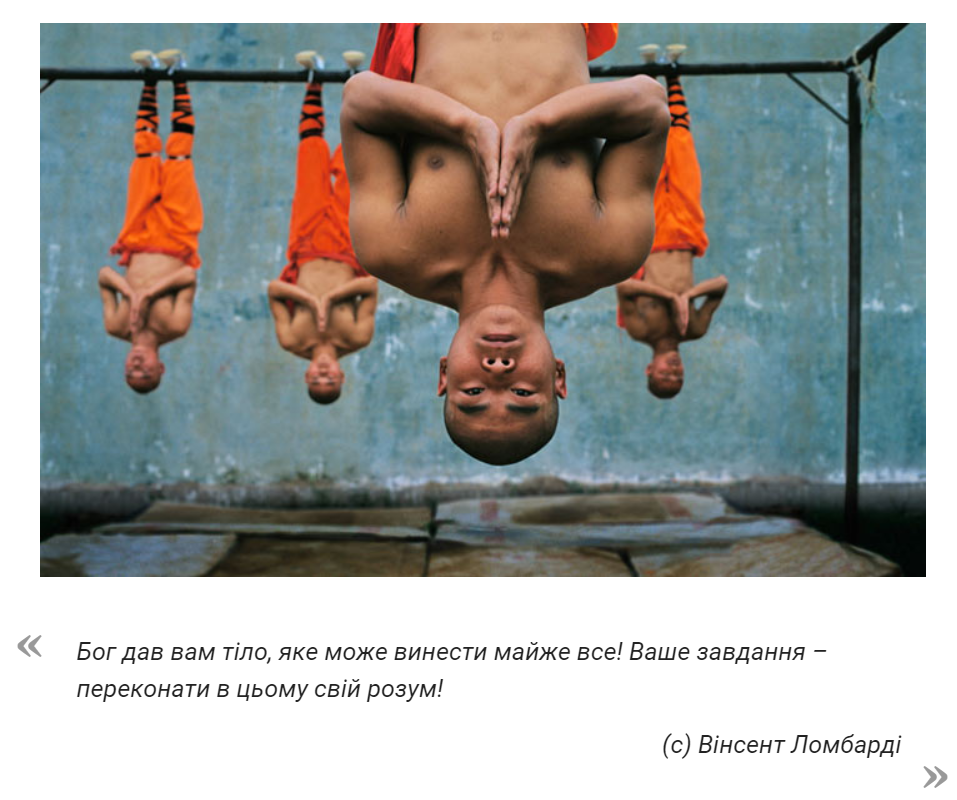 « Бог дав вам тіло, яке може винести майже все! Ваше завдання –
переконати в цьому свій розум!
(с) Вінсент Ломбарді
»